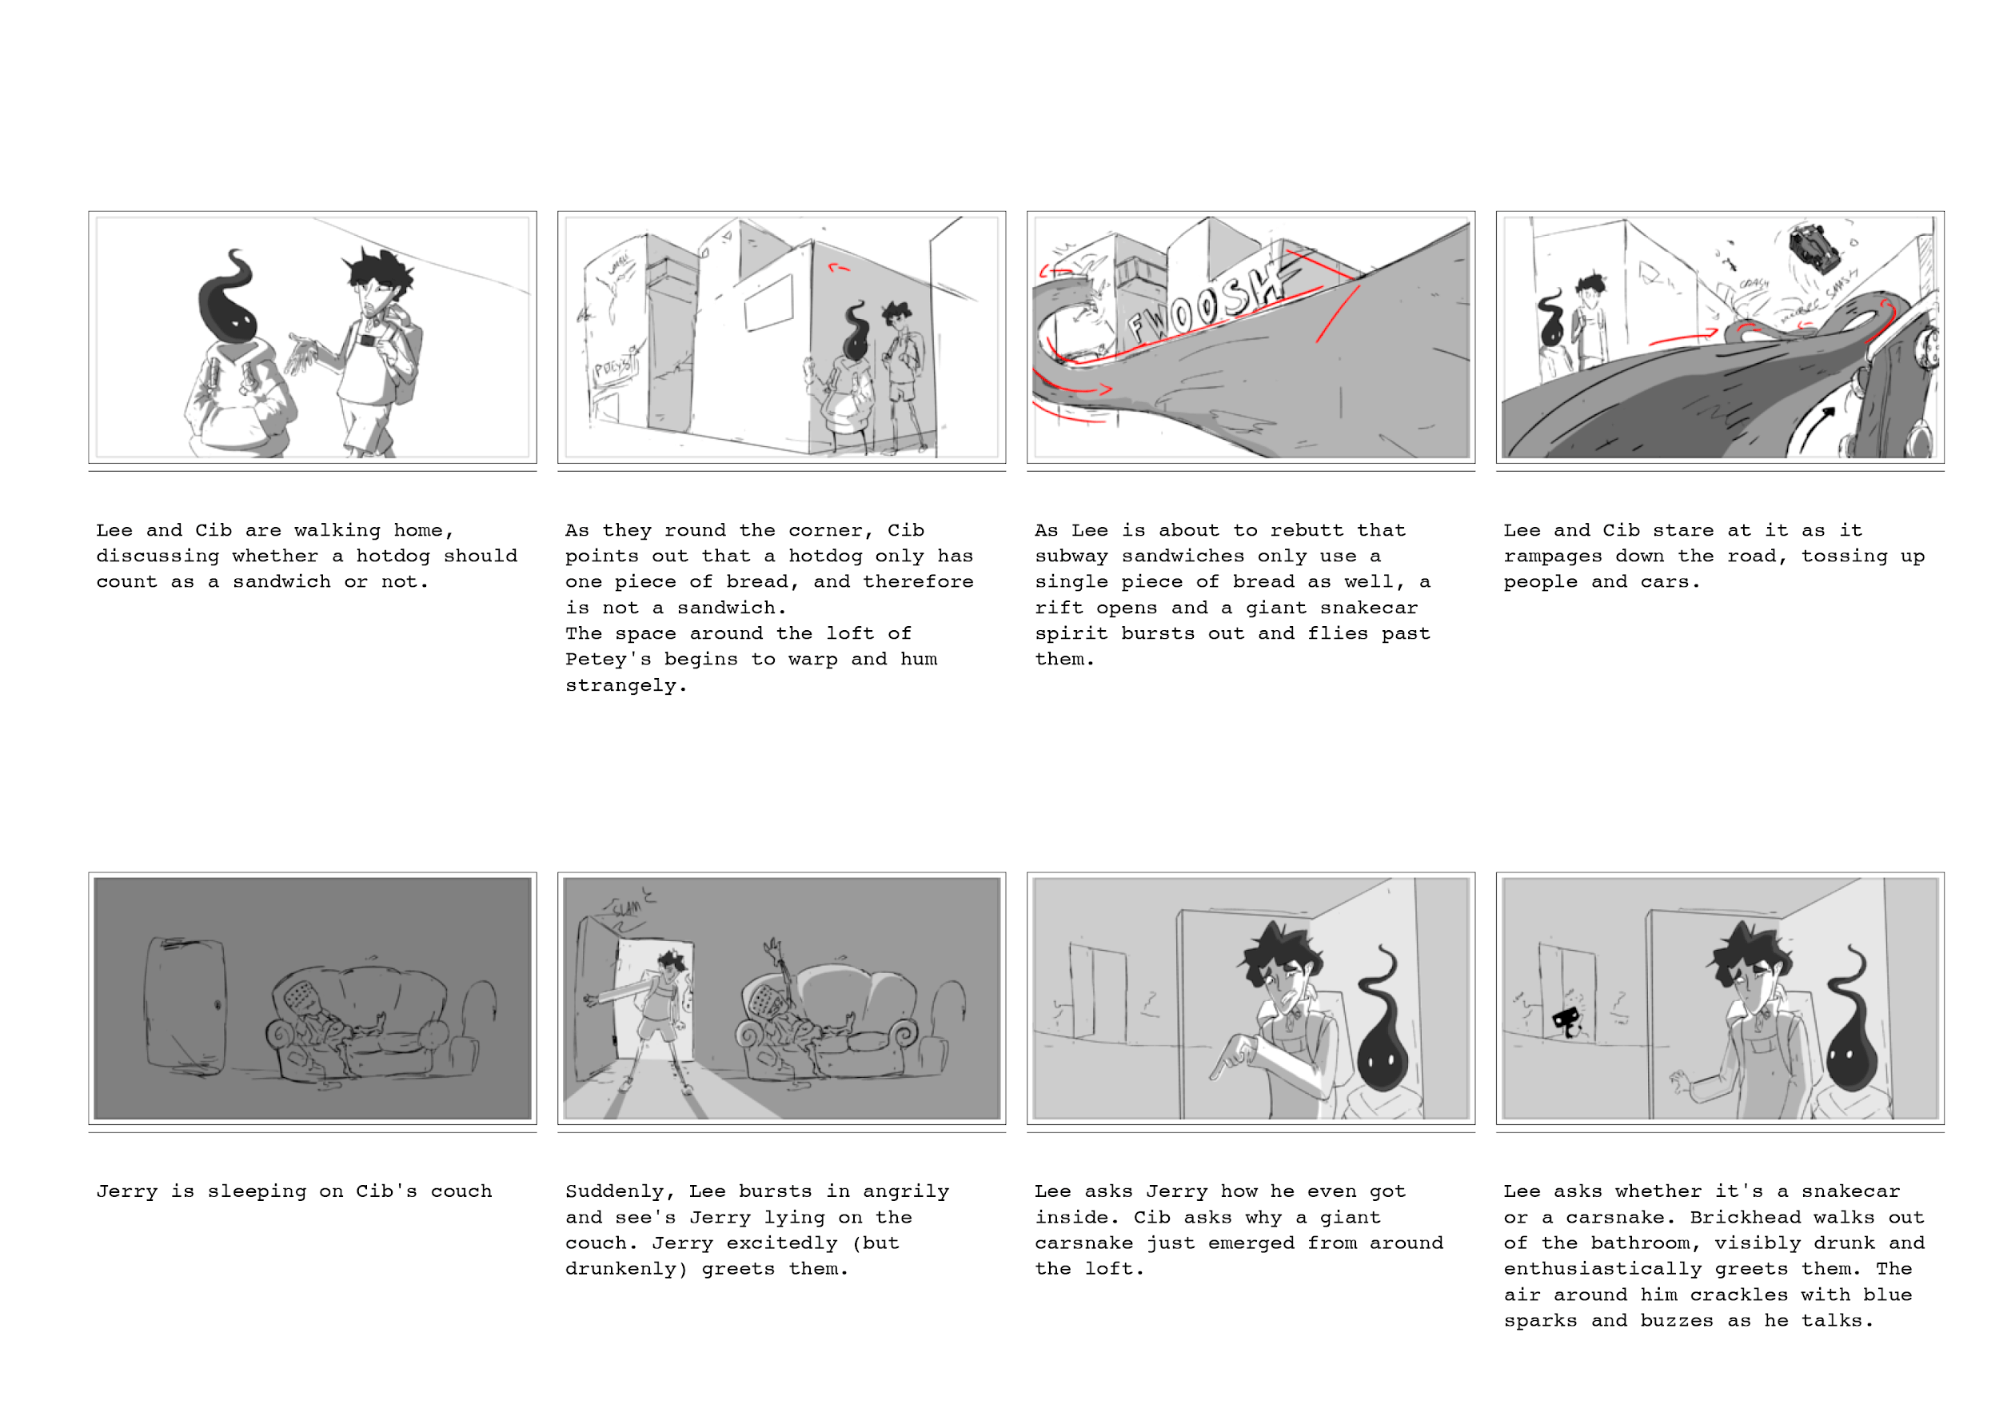 FWOOSH
CRASH
SMASH
Lee and Cib are walking home,
discussing whether a hotdog should
count as a sandwich or not.
As they round the corner, Cib
points out that a hotdog only has
one piece of bread, and therefore
is not a sandwich.
The space around the loft of
Petey's begins to warp and hum
strangely.
As Lee is about to rebutt that
subway sandwiches only use a
single piece of bread as well, a
rift opens and a giant snakecar
spirit bursts out and flies past
them.
Lee and Cib stare at it as it
rampages down the road, tossing up
people and cars.
SLAM
Jerry is sleeping on Cib's couch
Suddenly, Lee bursts in angrily
and see's Jerry lying on the
couch. Jerry excitedly (but
drunkenly) greets them.
Lee asks Jerry how he even got
inside. Cib asks why a giant
carsnake just emerged from around
the loft.
Lee asks whether it's a snakecar
or a carsnake. Brickhead walks out
of the bathroom, visibly drunk and
enthusiastically greets them. The
air around him crackles with blue
sparks and buzzes as he talks.